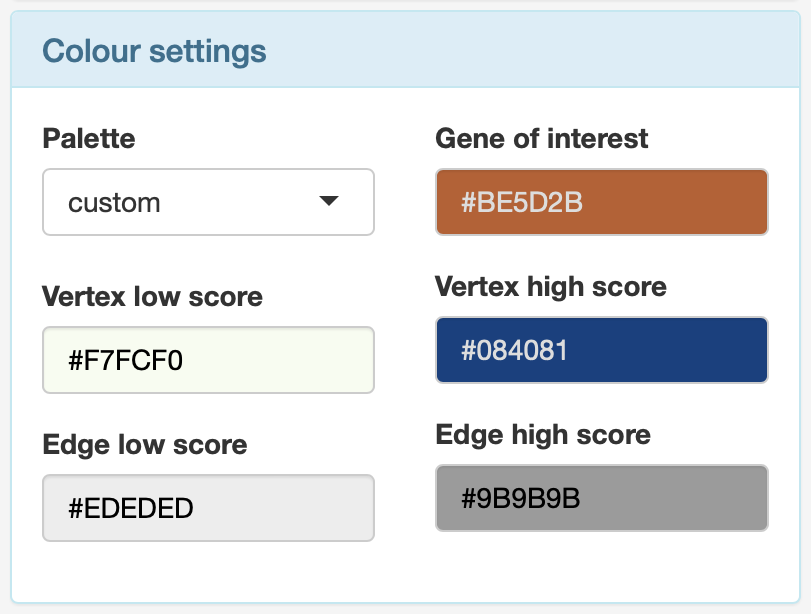 Colour settings
Palette
custom
Gene of interest
#BE5D2B
Vertex low score
#F7FCF0
Vertex high score
#084081
Edge low score
#EDEDED
Edge high score
#9B9B9B